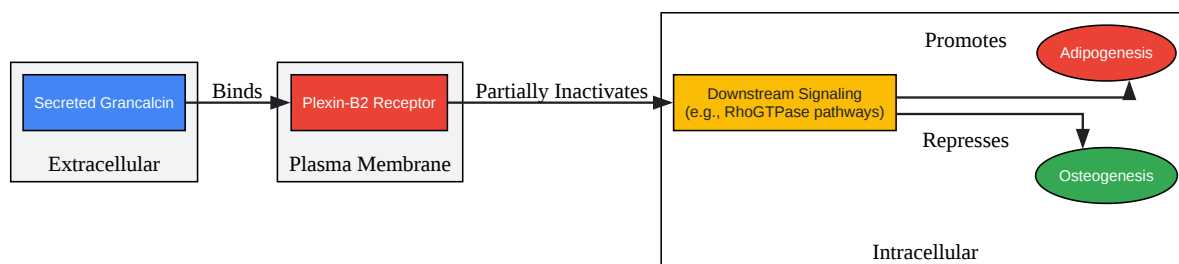 Secreted Grancalcin
Extracellular
Binds
Plexin-B2 Receptor
Plasma Membrane
Partially Inactivates
Downstream Signaling
(e.g., RhoGTPase pathways)
Promotes
Adipogenesis
Represses
Osteogenesis
Intracellular